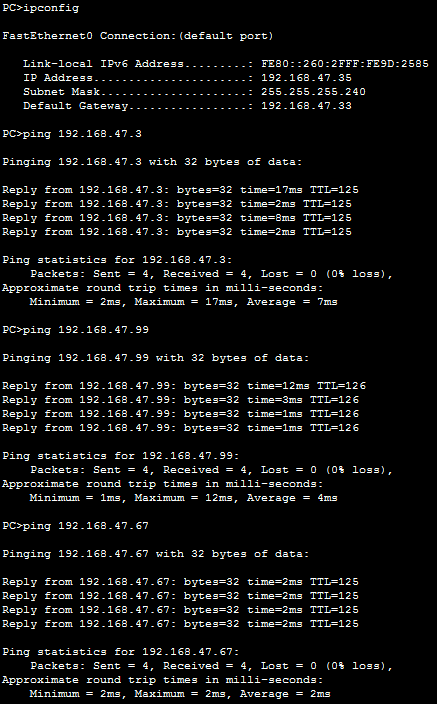 PC>ipconfig
FastEthernet0 Connection:(default port)
Link-local IPv6 Address.........: FE80::260:2FFF:FE9D:2585
IP Address......................: 192.168.47.35
Subnet Mask.....................: 255.255.255.240
Default Gateway.................: 192.168.47.33
PC>ping 192.168.47.3
Pinging 192.168.47.3 with 32 bytes of data:
Reply from 192.168.47.3: bytes=32 time=17ms TTL=125
Reply from 192.168.47.3: bytes=32 time=2ms TTL=125
Reply from 192.168.47.3: bytes=32 time=8ms TTL=125
Reply from 192.168.47.3: bytes=32 time=2ms TTL=125
Ping statistics for 192.168.47.3:
Packets: Sent = 4, Received = 4, Lost = 0 (0% loss),
Approximate round trip times in milli-seconds:
Minimum = 2ms, Maximum = 17ms, Average = 7ms
PC>ping 192.168.47.99
Pinging 192.168.47.99 with 32 bytes of data:
Reply from 192.168.47.99: bytes=32 time=12ms TTL=126
Reply from 192.168.47.99: bytes=32 time=3ms TTL=126
Reply from 192.168.47.99: bytes=32 time=1ms TTL=126
Reply from 192.168.47.99: bytes=32 time=1ms TTL=126
Ping statistics for 192.168.47.99:
Packets: Sent = 4, Received = 4, Lost = 0 (0% loss),
Approximate round trip times in milli-seconds:
Minimum = 1ms, Maximum = 12ms, Average = 4ms
PC>ping 192.168.47.67
Pinging 192.168.47.67 with 32 bytes of data:
Reply from 192.168.47.67: bytes=32 time=2ms TTL=125
Reply from 192.168.47.67: bytes=32 time=2ms TTL=125
Reply from 192.168.47.67: bytes=32 time=2ms TTL=125
Reply from 192.168.47.67: bytes=32 time=2ms TTL=125
Ping statistics for 192.168.47.67:
Packets: Sent = 4, Received = 4, Lost = 0 (0% loss),
Approximate round trip times in milli-seconds:
Minimum = 2ms, Maximum = 2ms, Average = 2ms